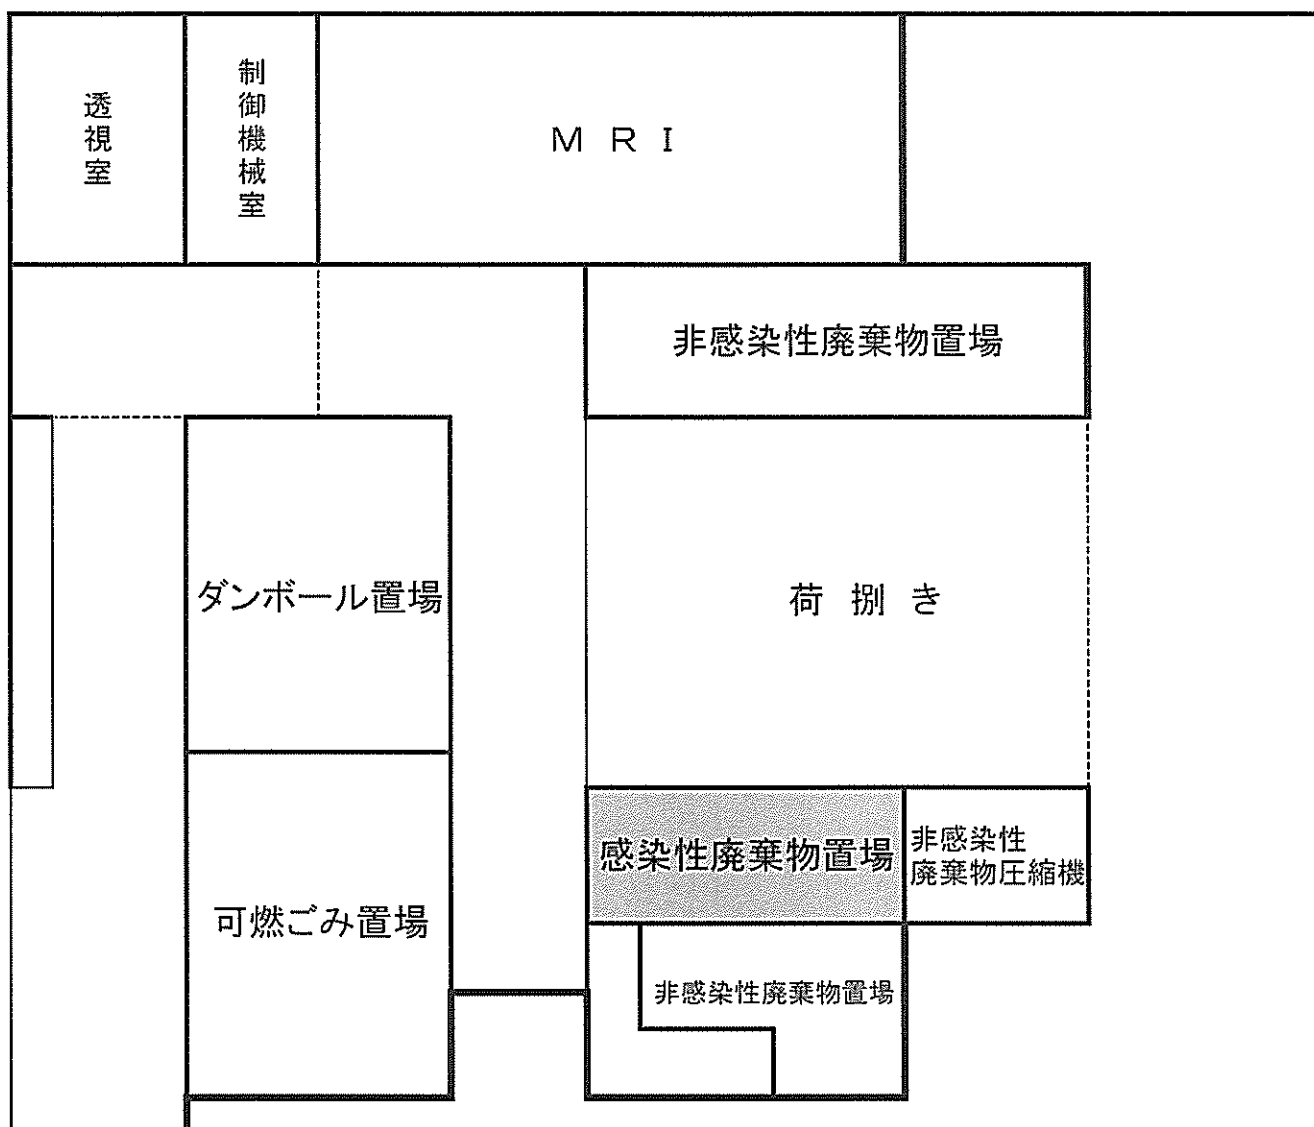 透視室
制御機械室
ＭＲＩ
非感染性廃棄物置場
ダンボール置場
荷捌き
感染性廃棄物置場
非感染性
廃棄物圧縮機
可燃ごみ置場
非感染性廃棄物置場